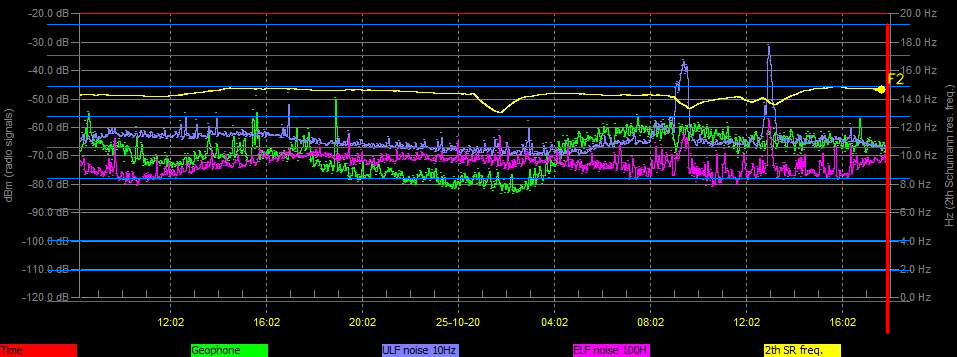 -20.0 dB 20.0 Hz
-30.0 dB 18.0 Hz
-40.0 dB 16.0 Hz
F2
-50.0 dB 14.0 Hz
-60.0 dB 12.0 Hz
-70.0 dB 10.0 Hz
-80.0 dB 8.0 Hz
-90.0 dB 6.0 Hz
-100.0 dB 4.0 Hz
-110.0 dB 2.0 Hz
-120.0 dB 0.0 Hz
dBm (radio signals)
Hz (2th Schumann res. freq.)
12:02 16:02 20:02 25-10-20 04:02 08:02 12:02 16:02
Time Geophone ULF noise 10Hz ELF noise 100H 2th SR freq.